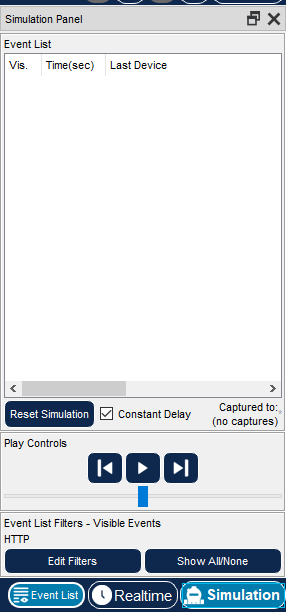 Simulation Panel
Event List
Vis. Time(sec) Last Device
Reset Simulation Constant Delay Captured to:
(no captures)
Play Controls
Event List Filters - Visible Events
HTTP
Edit Filters Show All/None
Event List Realtime Simulation